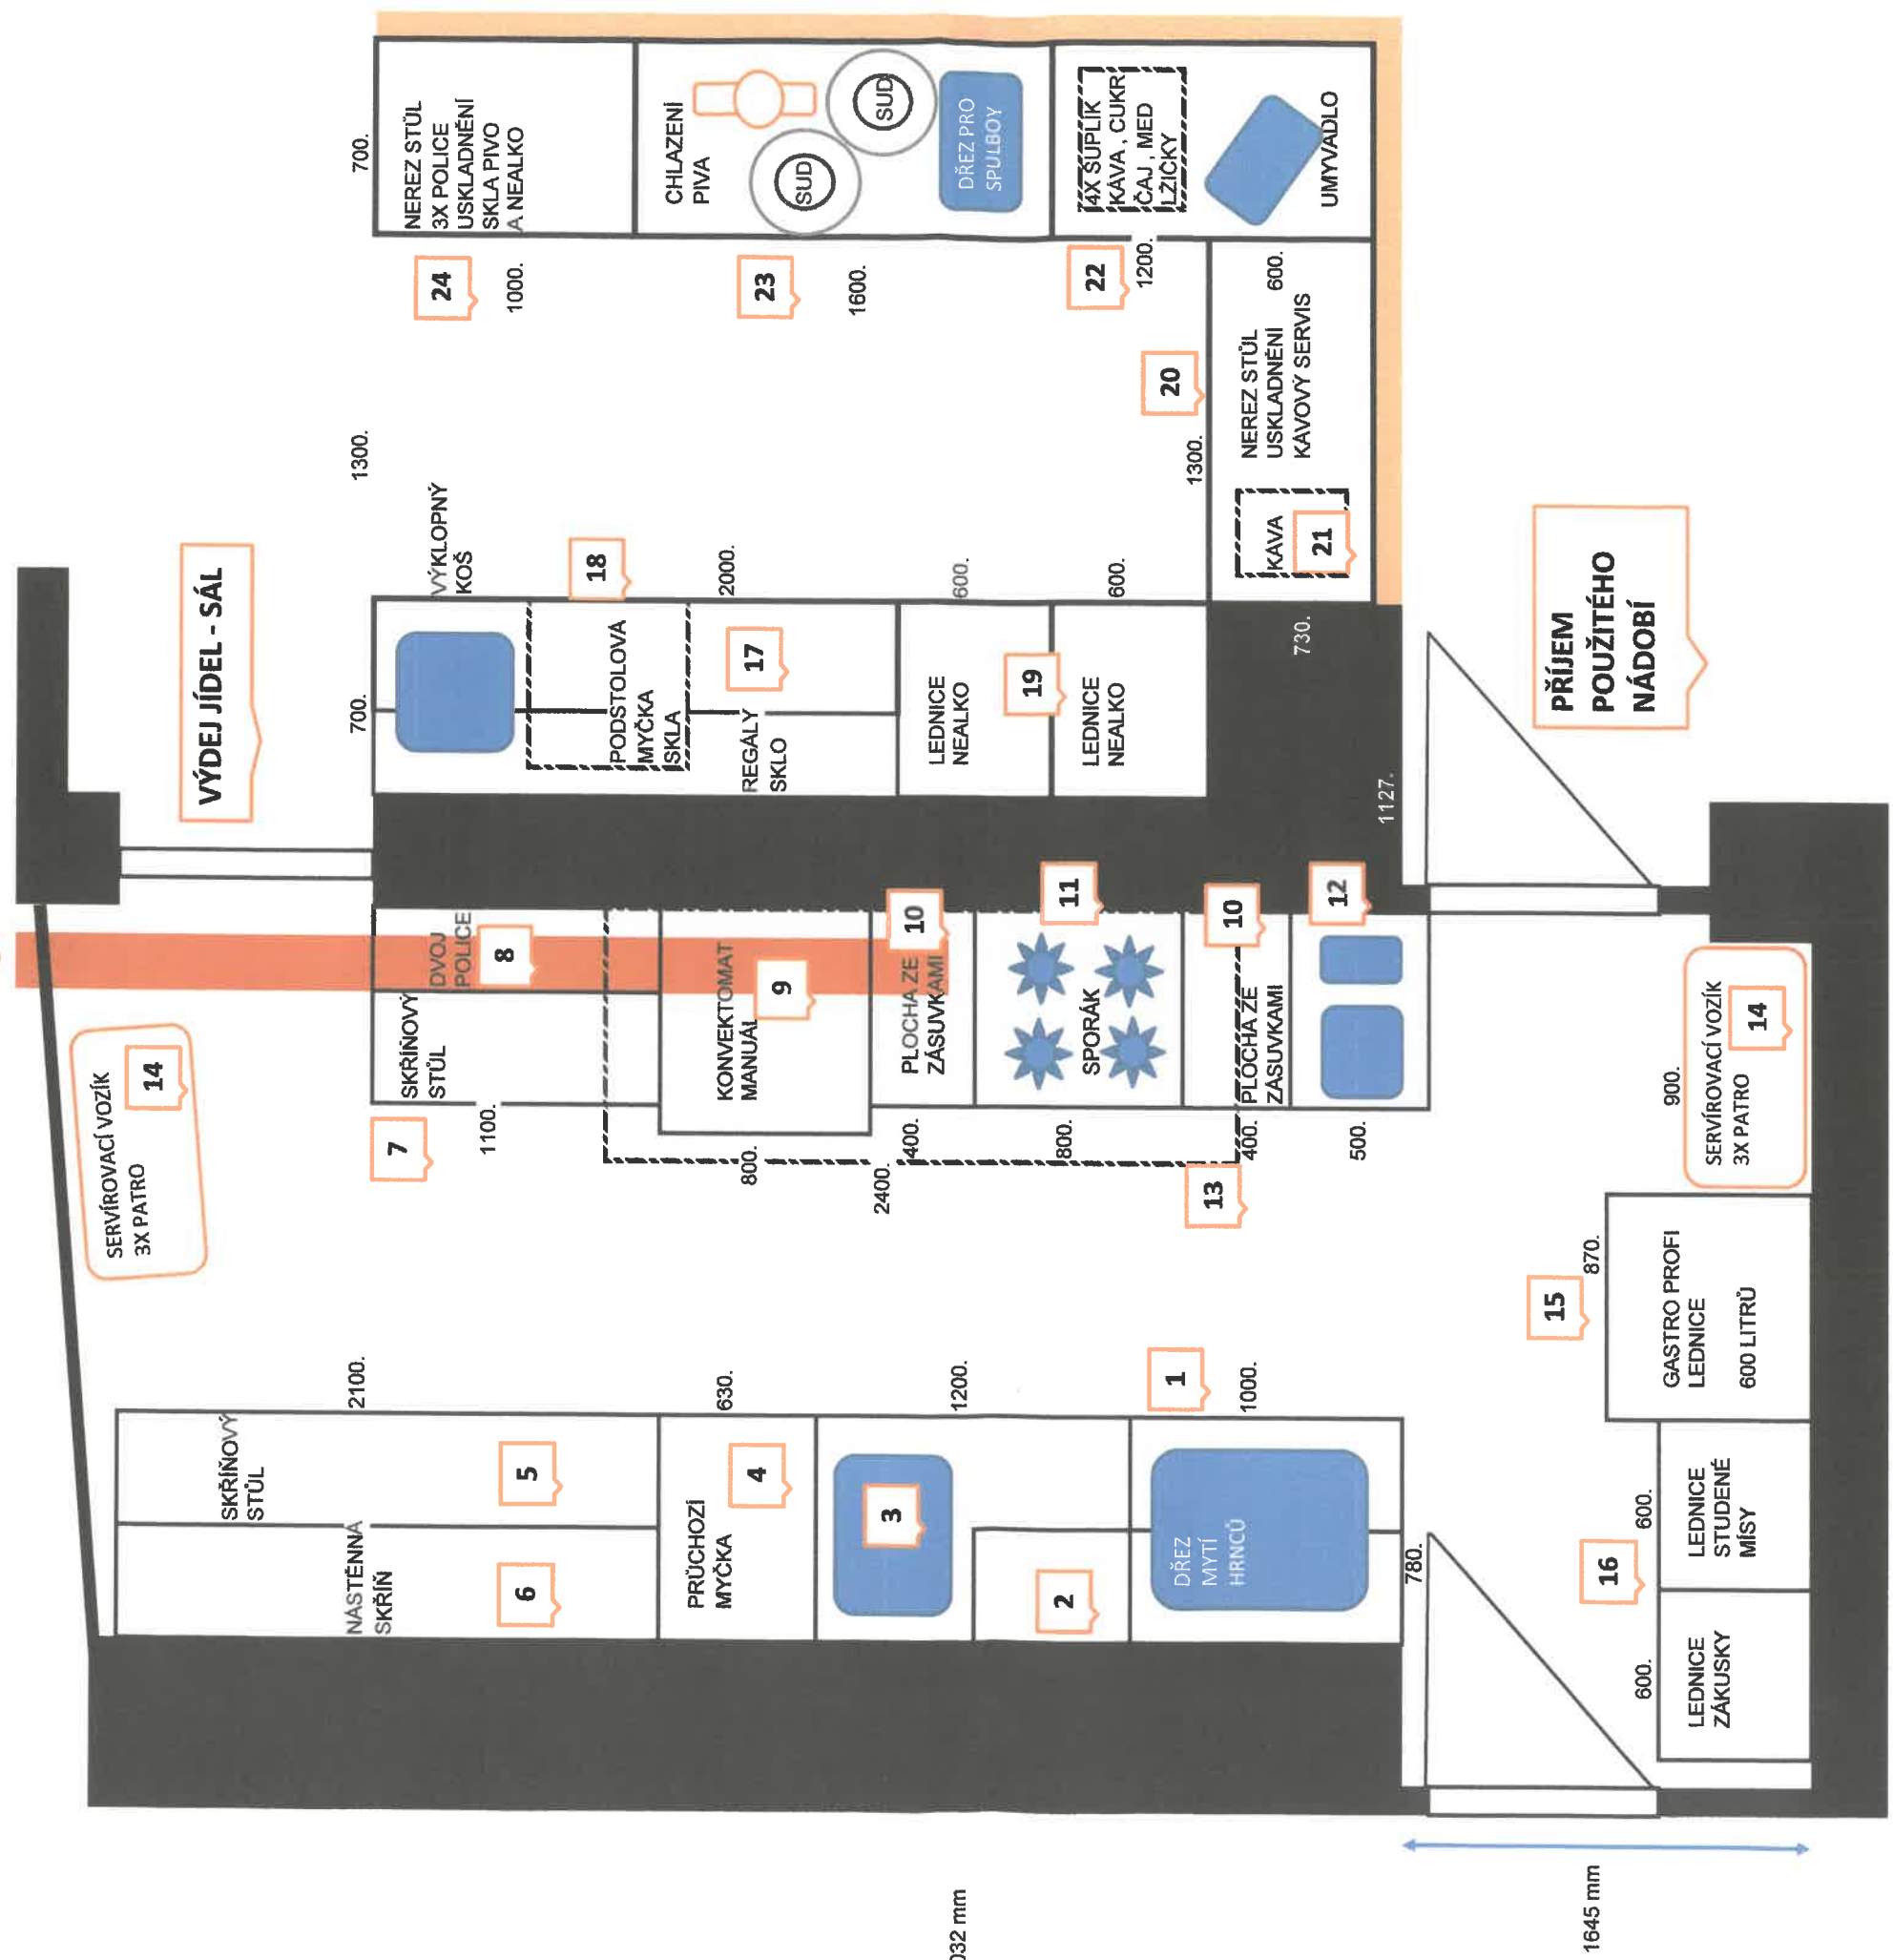 VÝDEJ JÍDEL - SÁL
PŘÍJEM
POUŽITÉHO
NÁDOBÍ
SERVÍROVACÍ VOZÍK
3X PATRO
14
SKŘÍŇOVÝ
STŮL
5
2100.
NÁSTĚNNÁ
SKŘÍŇ
6
PRŮCHOZÍ
MYČKA
4
630.
3
1200.
2
1
1000.
DŘEZ
MYTÍ
HRNCŮ
780.
7
1100.
SKŘÍŇOVÝ
STŮL
DVOJ
POLICE
8
KONVEKTOMAT
MANUÁL
9
800.
2400.
PLOCHA ZE
ZÁSUVKAMI
10
400.
SPORÁK
11
800.
PLOCHA ZE
ZÁSUVKAMI
10
400.
13
12
500.
SERVÍROVACÍ VOZÍK
3X PATRO
14
900.
15
870.
GASTRO PROFI
LEDNICE
600 LITRŮ
16
600.
LEDNICE
STUDENÉ
MÍSY
600.
LEDNICE
ZÁKUSKY
700.
VÝKLOPNÝ
KOŠ
18
PODSTOLOVÁ
MYČKA
SKLA
2000.
17
REGÁLY
SKLO
LEDNICE
NEALKO
600.
19
LEDNICE
NEALKO
600.
730.
1127.
1300.
1300.
20
NEREZ STŮL
USKLADNĚNÍ
KÁVOVÝ SERVIS
600.
KÁVA
21
700.
NEREZ STŮL
3X POLICE
USKLADNĚNÍ
SKLA PIVO
A NEALKO
24
1000.
CHLAZENÍ
PIVA
SUD
SUD
23
1600.
DŘEZ PRO
SPULBOY
22
1200.
4X ŠUPLÍK
KÁVA , CUKR
ČAJ , MED
LŽIČKY
UMYVADLO
032 mm
1645 mm